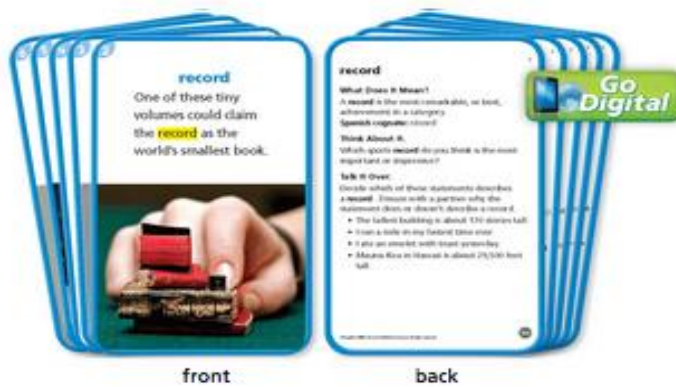 record
One of these tiny
volumes could claim
the record as the
world's smallest book.
front
record
What Does It Mean?
A record is the most remarkable, or best,
achievement in a category.
Spanish cognate: récord
Think About It
Which sports record do you think is the most
important or impressive?
Talk It Over
Decide which of these statements describes
a record. Discuss with a partner why the
statement does or doesn't describe a record.
• The tallest building is about 170 stories tall
• I ran a mile in my fastest time ever
• I ate an omelet with toast yesterday
in Hawaii is about
feet
tall
back
Go
Digital